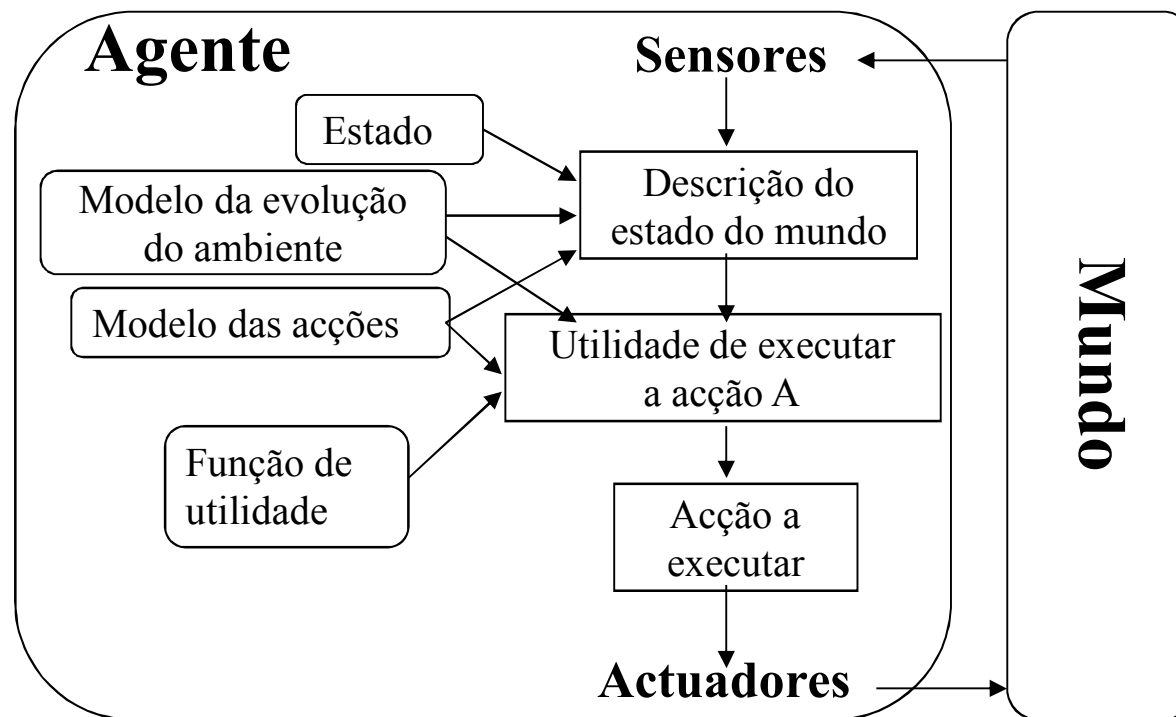 Agente
Sensores
Estado
Descrição do
estado do mundo
Modelo da evolução
do ambiente
Modelo das acções
Utilidade de executar
a acção A
Função de
utilidade
Acção a
executar
Actuadores
Mundo